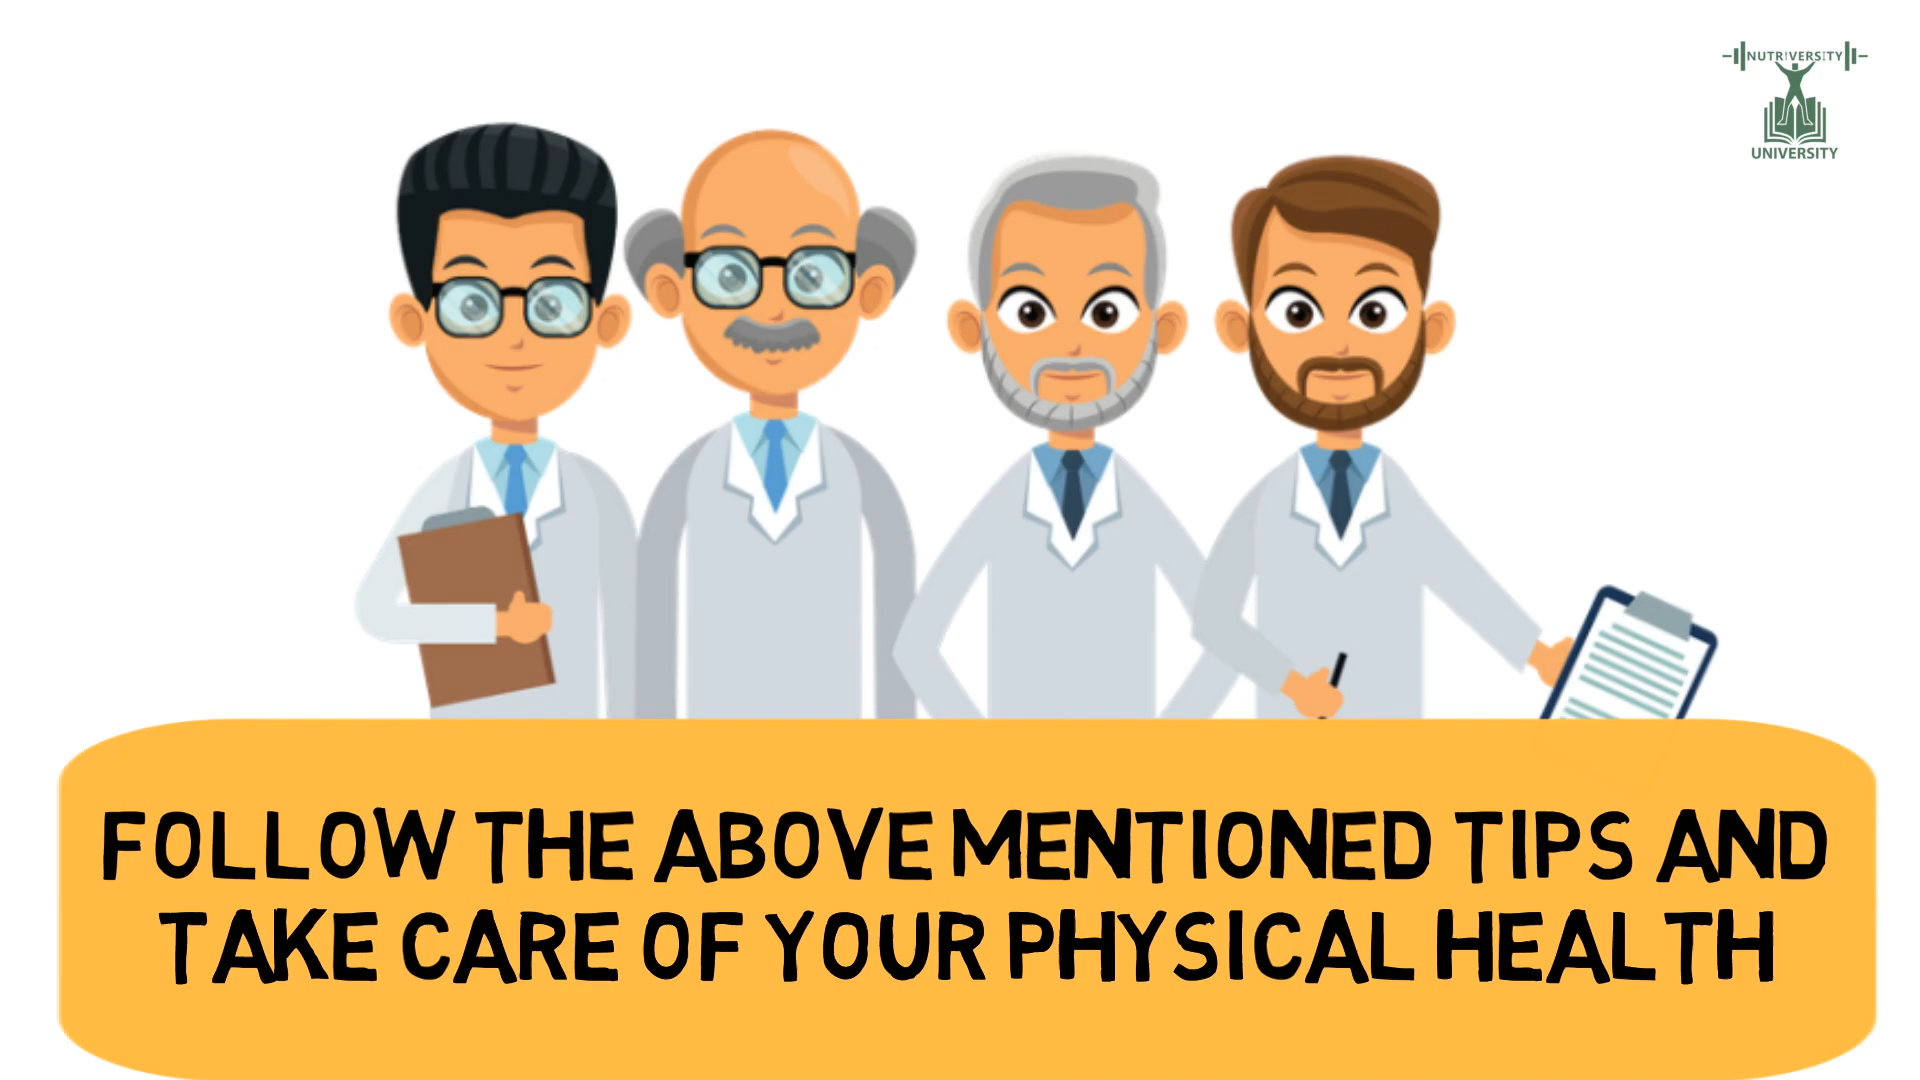 NUTRIVERSITY
UNIVERSITY
FOLLOW THE ABOVE MENTIONED TIPS AND
TAKE CARE OF YOUR PHYSICAL HEALTH